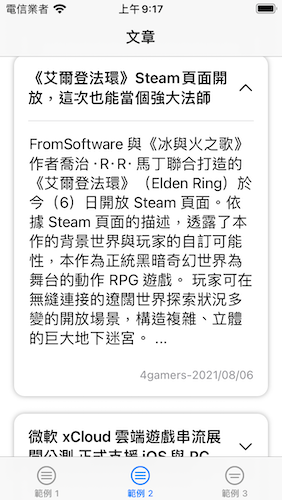 電信業者 上午 9:17
文章
《艾爾登法環》Steam頁面開
放，這次也能當個強大法師
FromSoftware 與《冰與火之歌》
作者喬治 ‧R‧R‧ 馬丁聯合打造的
《艾爾登法環》（Elden Ring）於
今（6）日開放 Steam 頁面。依
據 Steam 頁面的描述，透露了本
作的背景世界與玩家的自訂可能
性，本作為正統黑暗奇幻世界為
舞台的動作 RPG 遊戲。 玩家可在
無縫連接的遼闊世界探索狀況多
變的開放場景，構造複雜、立體
的巨大地下迷宮。 ...
4gamers-2021/08/06
微軟 xCloud 雲端遊戲串流展
開公測 正式支援 iOS 與 PC
範例 1 範例 2 範例 3